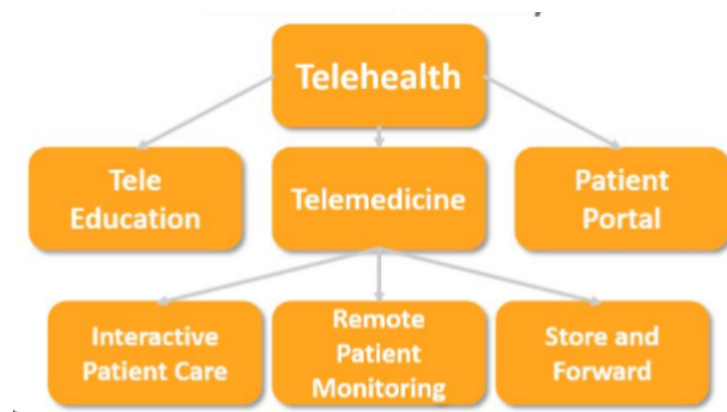 Telehealth
Tele
Education
Telemedicine
Patient
Portal
Interactive
Patient Care
Remote
Patient
Monitoring
Store and
Forward